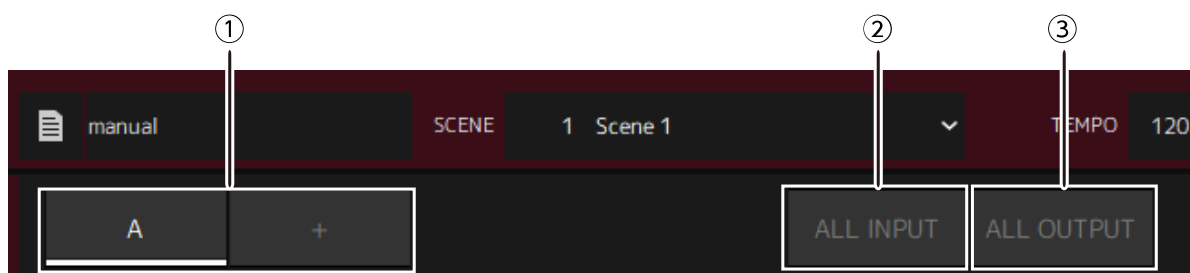 ① ② ③
manual SCENE 1 Scene 1 TEMPO 120
A + ALL INPUT ALL OUTPUT